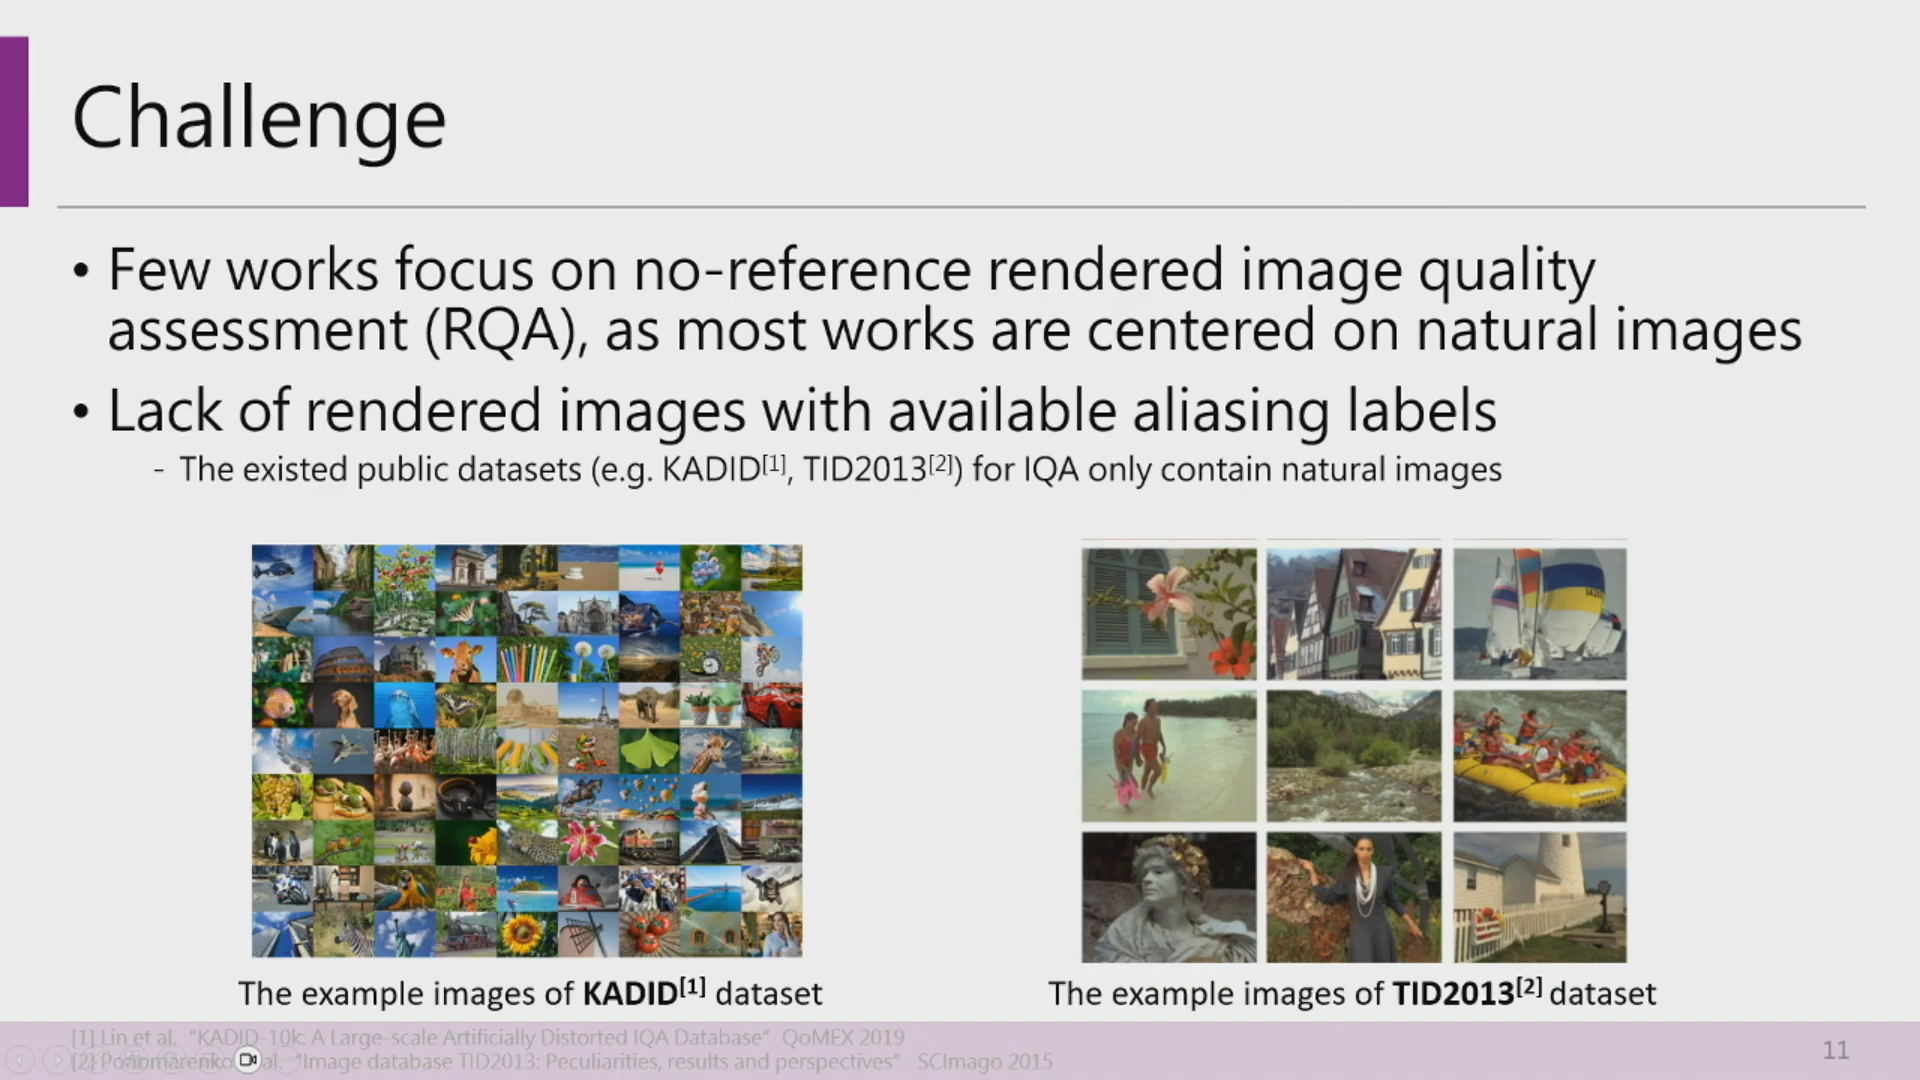 Challenge
• Few works focus on no-reference rendered image quality
assessment (RQA), as most works are centered on natural images
• Lack of rendered images with available aliasing labels
- The existed public datasets (e.g. KADID[1], TID2013[2]) for IQA only contain natural images
The example images of KADID[1] dataset
The example images of TID2013[2] dataset
[1] Lin et al. "KADID-10k: A Large-scale Artificially Distorted IQA Database" QoMEX 2019
[2] Ponomarenko al. "Image database TID2013: Peculiarities, results and perspectives" SCImago 2015
11